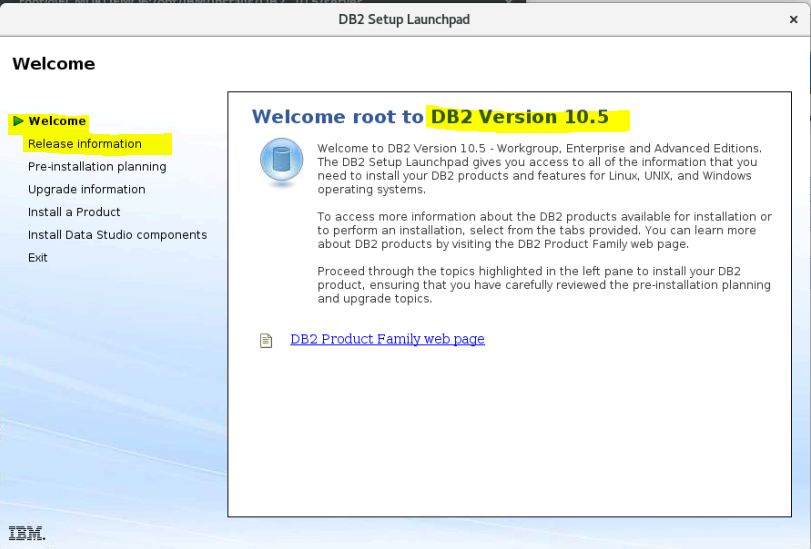 DB2 Setup Launchpad
×
Welcome
Welcome
Release information
Pre-installation planning
Upgrade information
Install a Product
Install Data Studio components
Exit
Welcome root to DB2 Version 10.5
Welcome to DB2 Version 10.5 - Workgroup, Enterprise and Advanced Editions.
The DB2 Setup Launchpad gives you access to all of the information that you
need to install your DB2 products and features for Linux, UNIX, and Windows
operating systems.
To access more information about the DB2 products available for installation or
to perform an installation, select from the tabs provided. You can learn more
about DB2 products by visiting the DB2 Product Family web page.
Proceed through the topics highlighted in the left pane to install your DB2
product, ensuring that you have carefully reviewed the pre-installation planning
and upgrade topics.
DB2 Product Family web page
IBM.